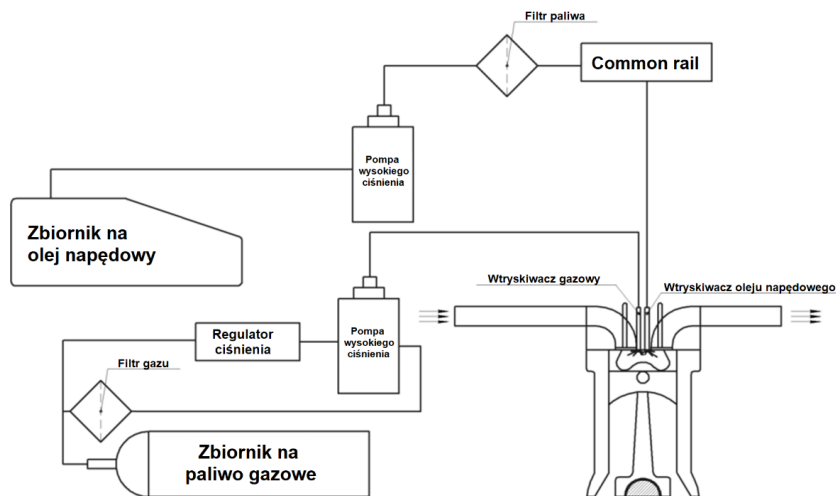 Filtr paliwa
Common rail
Pompa
wysokiego
ciśnienia
Zbiornik na
olej napędowy
Wtryskiwacz gazowy
Wtryskiwacz oleju napędowego
Regulator
ciśnienia
Pompa
wysokiego
ciśnienia
Filtr gazu
Zbiornik na
paliwo gazowe